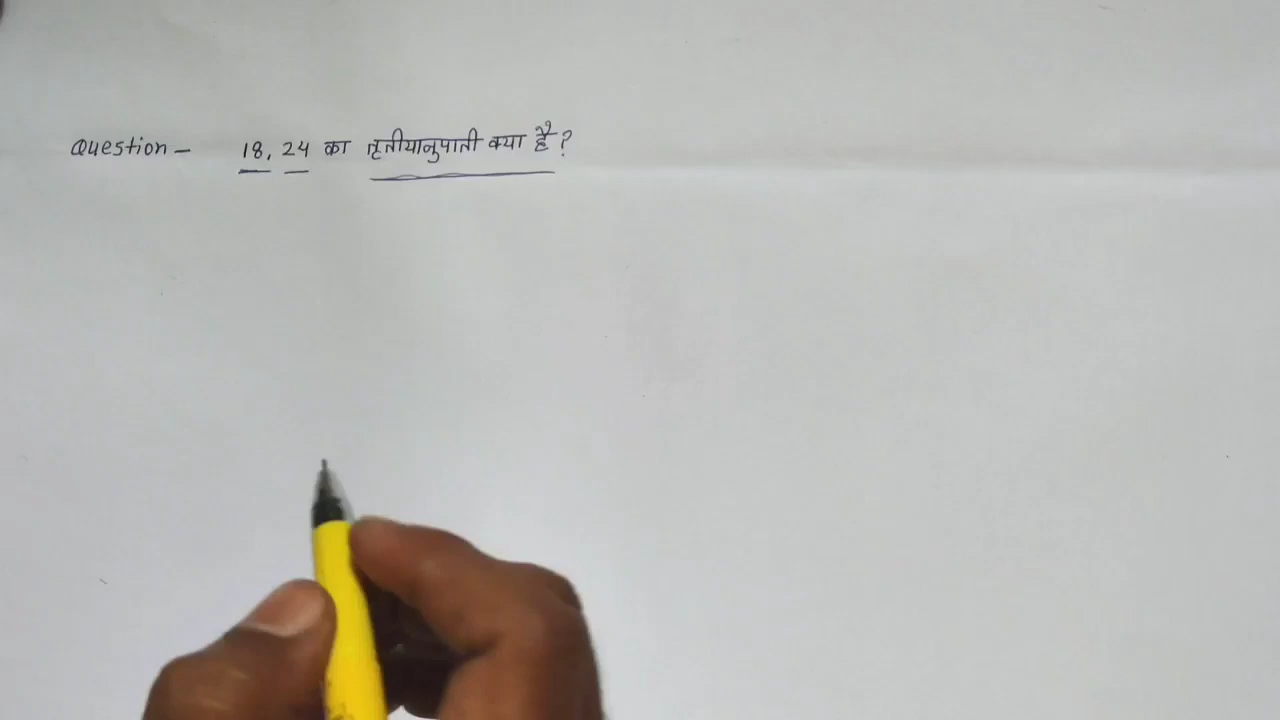 Question - 18, 24 का तृतीयानुपाती क्या है ?